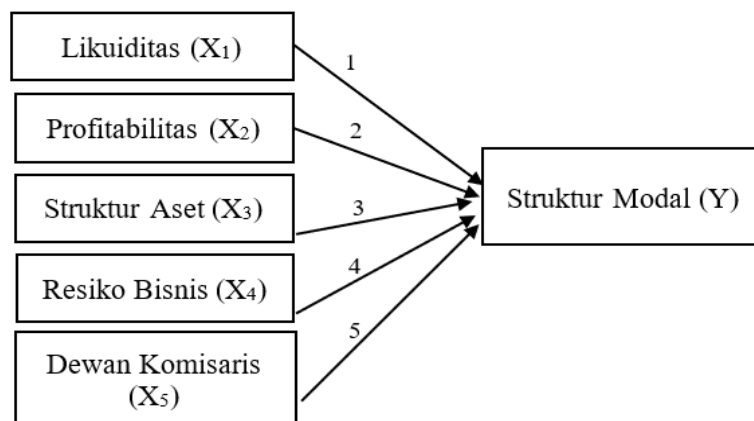 Likuiditas (X₁)
1
Profitabilitas (X₂)
2
Struktur Aset (X₃)
3
Struktur Modal (Y)
Resiko Bisnis (X₄)
4
Dewan Komisaris
(X₅)
5